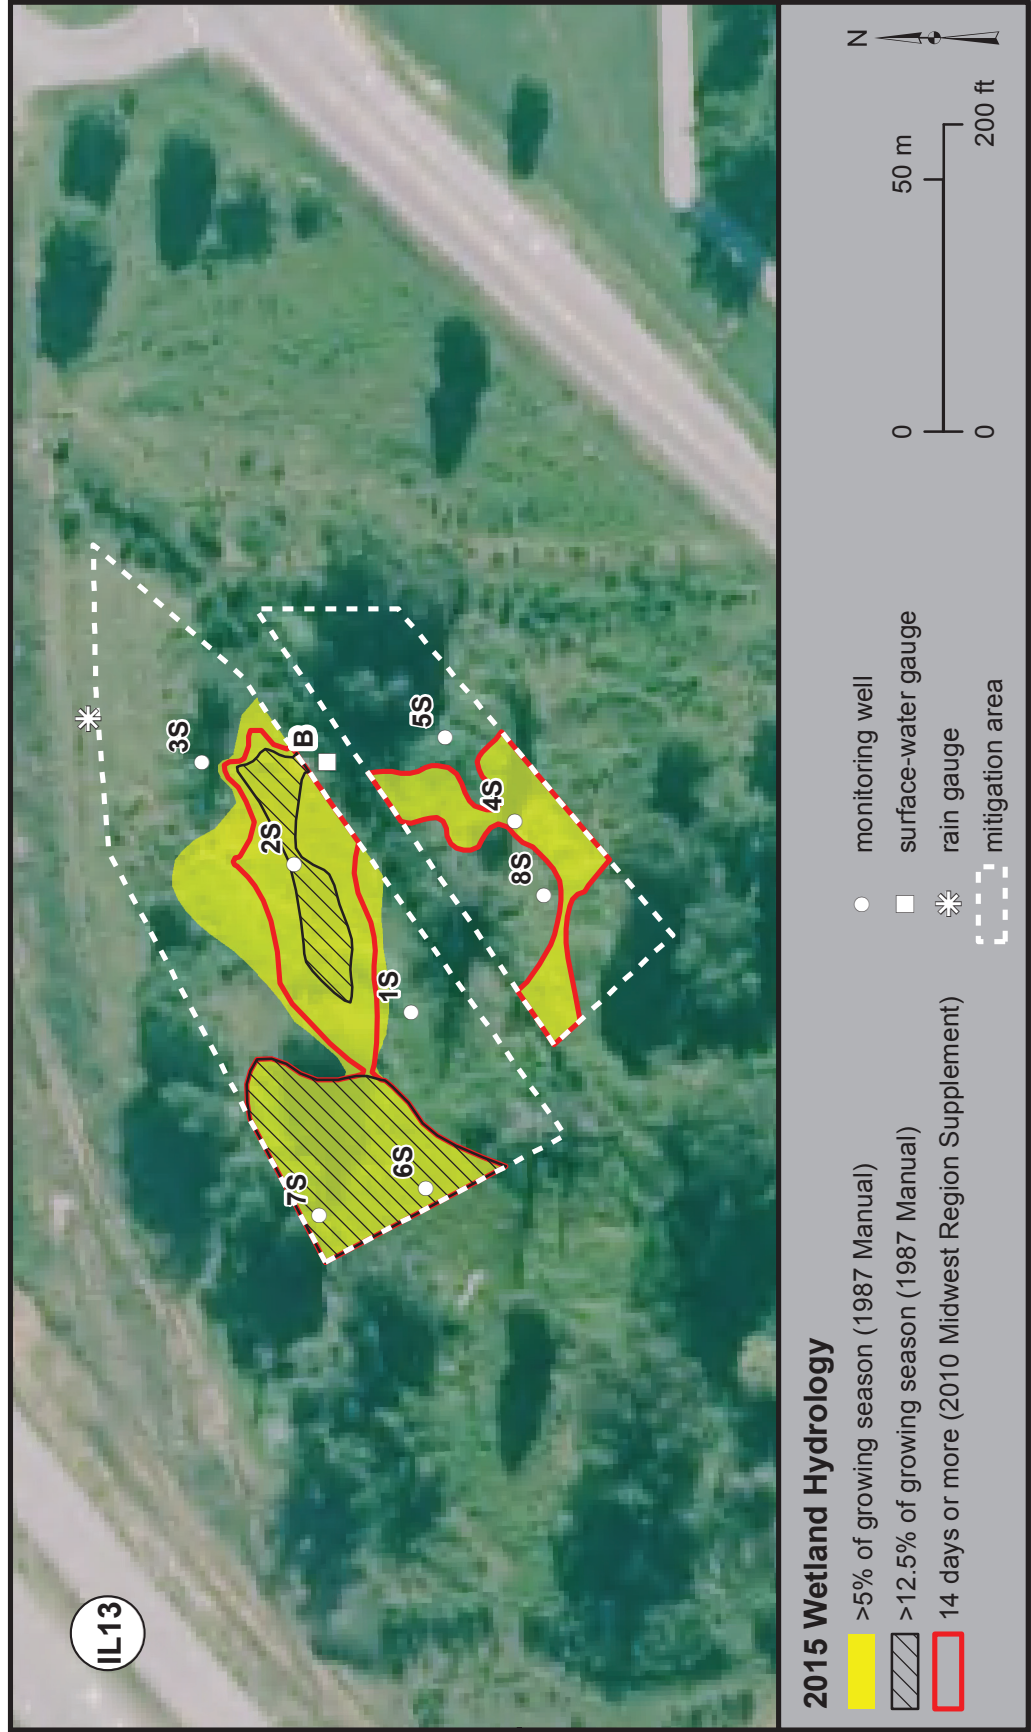 IL13
3S
B
2S
5S
4S
8S
1S
7S
6S
2015 Wetland Hydrology
>5% of growing season (1987 Manual)
>12.5% of growing season (1987 Manual)
14 days or more (2010 Midwest Region Supplement)
monitoring well
surface-water gauge
rain gauge
mitigation area
N
0 50 m
0 200 ft